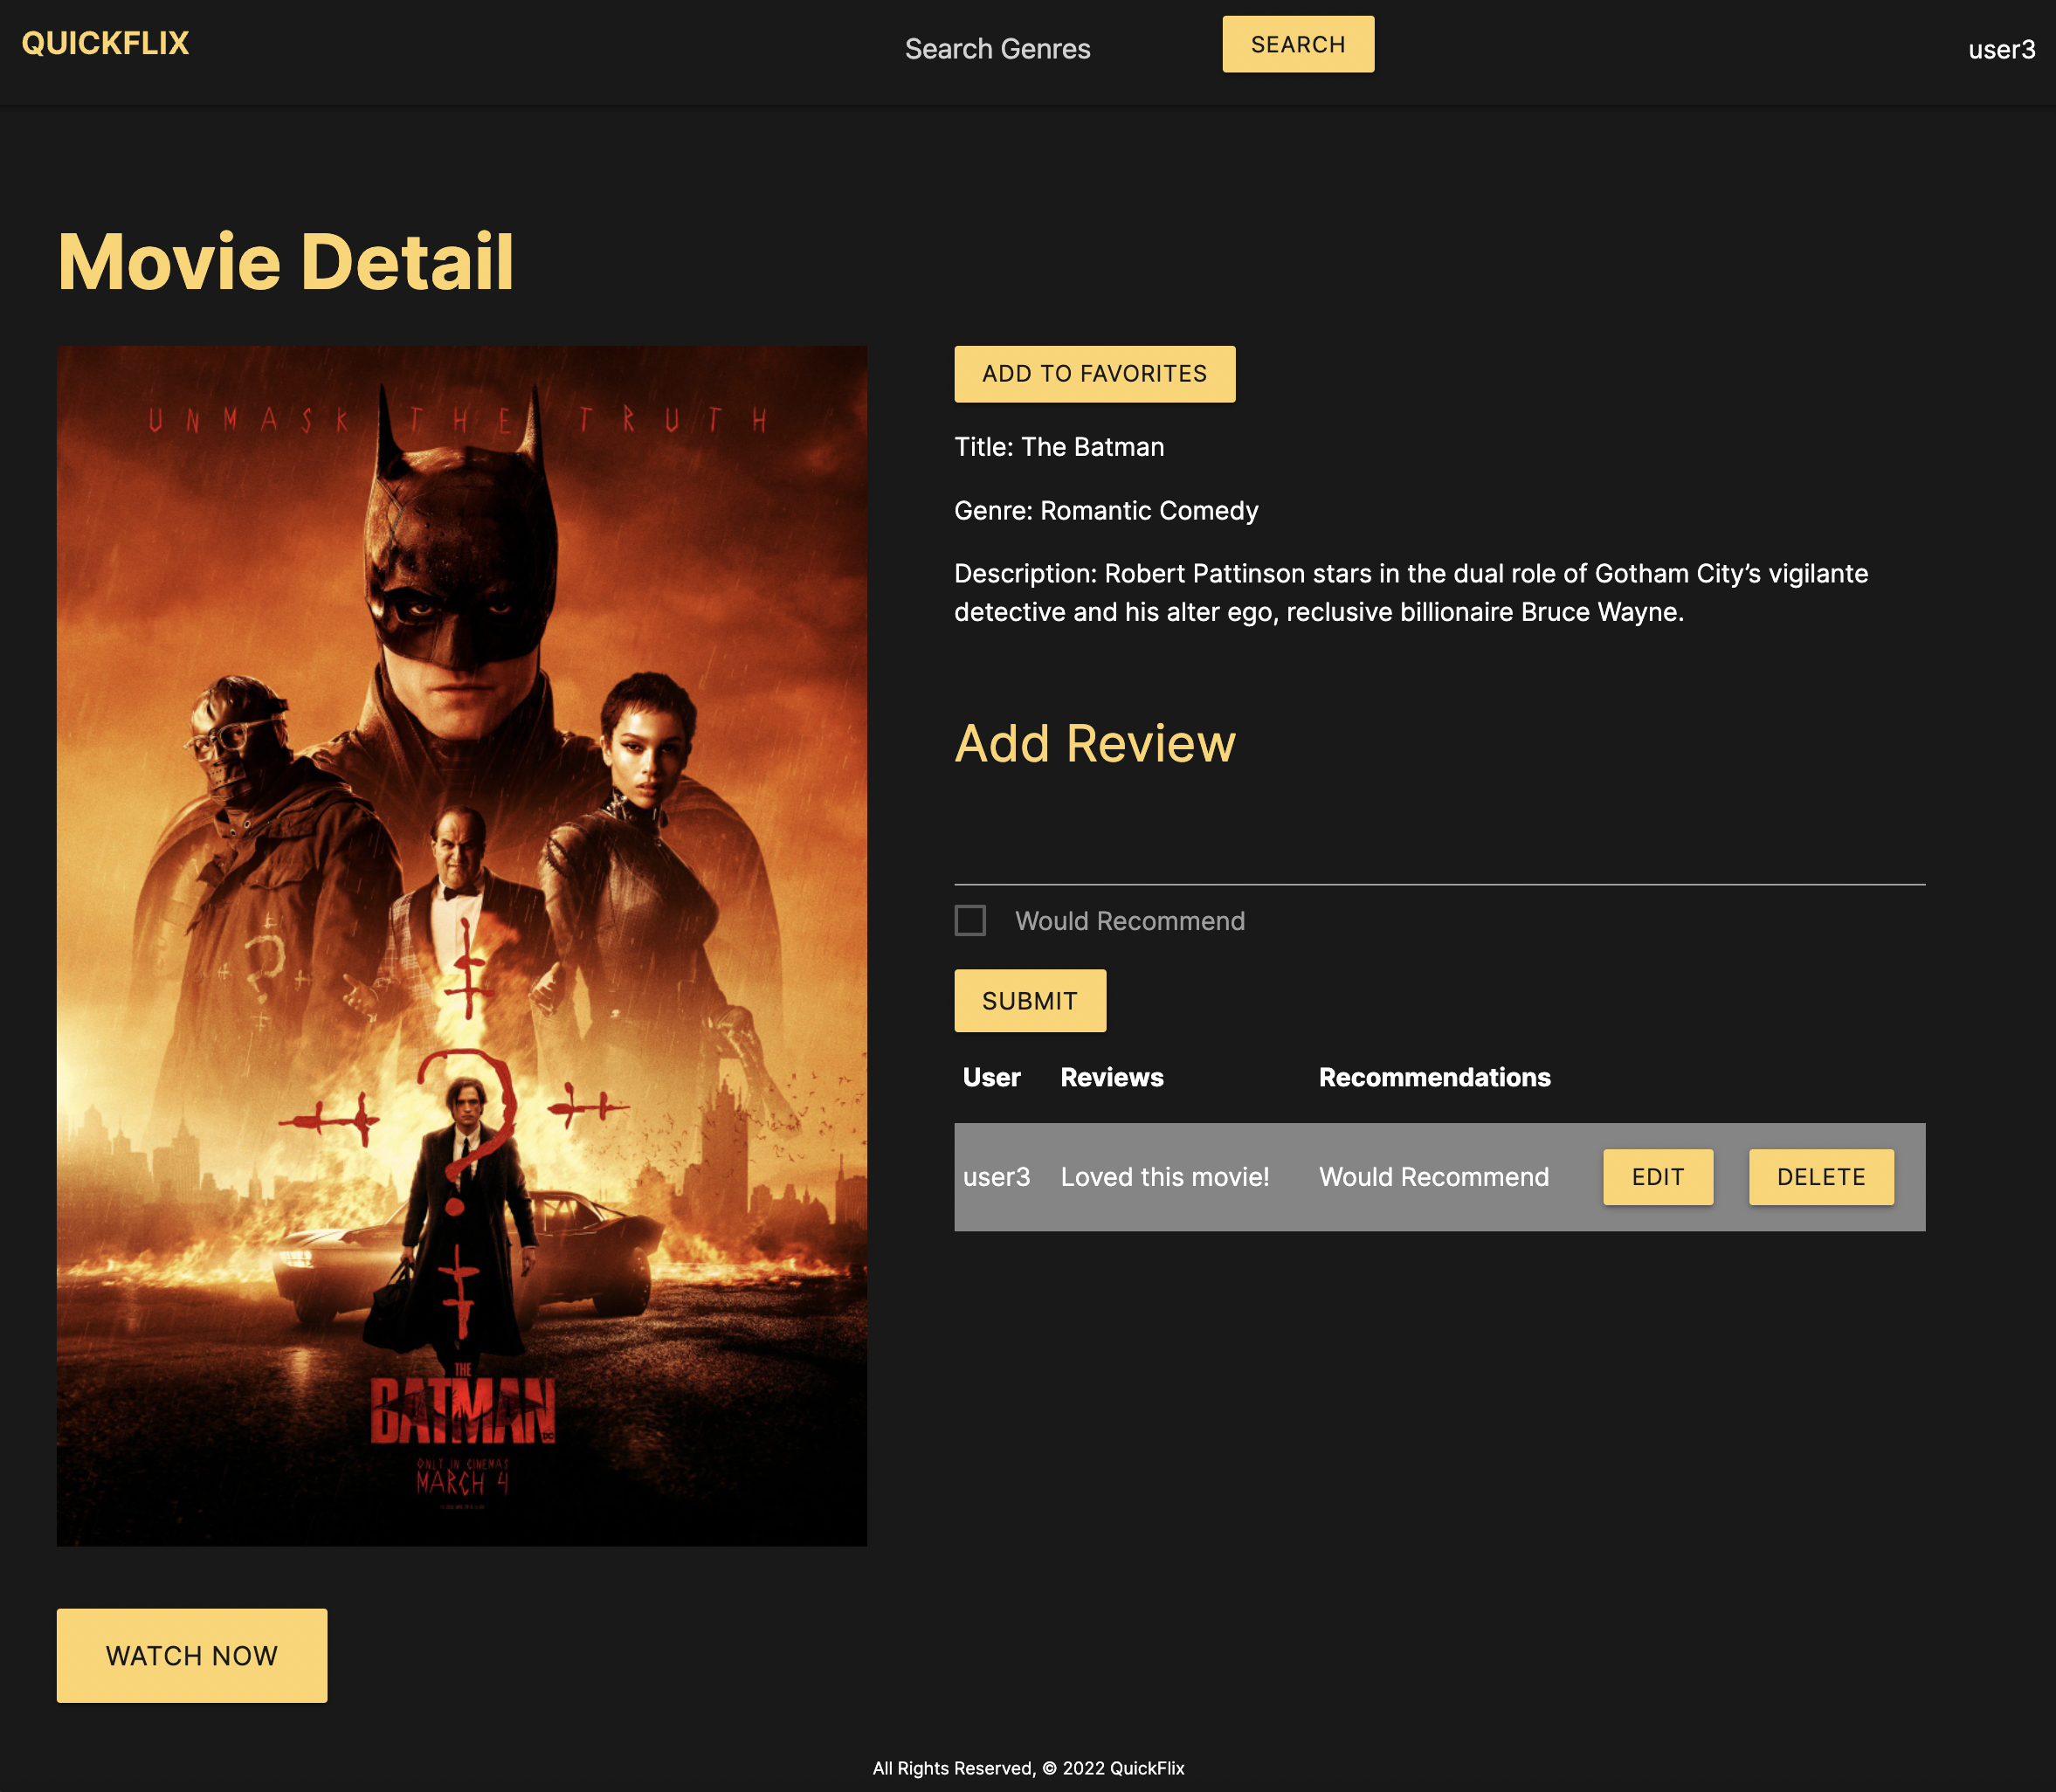 QUICKFLIX
Search Genres
SEARCH
user3
Movie Detail
UNMASK THE TRUTH
THE
BATMAN
ONLY IN CINEMAS
MARCH 4
WATCH NOW
ADD TO FAVORITES
Title: The Batman
Genre: Romantic Comedy
Description: Robert Pattinson stars in the dual role of Gotham City’s vigilante
detective and his alter ego, reclusive billionaire Bruce Wayne.
Add Review
Would Recommend
SUBMIT
User Reviews Recommendations
user3 Loved this movie! Would Recommend EDIT DELETE
All Rights Reserved, © 2022 QuickFlix